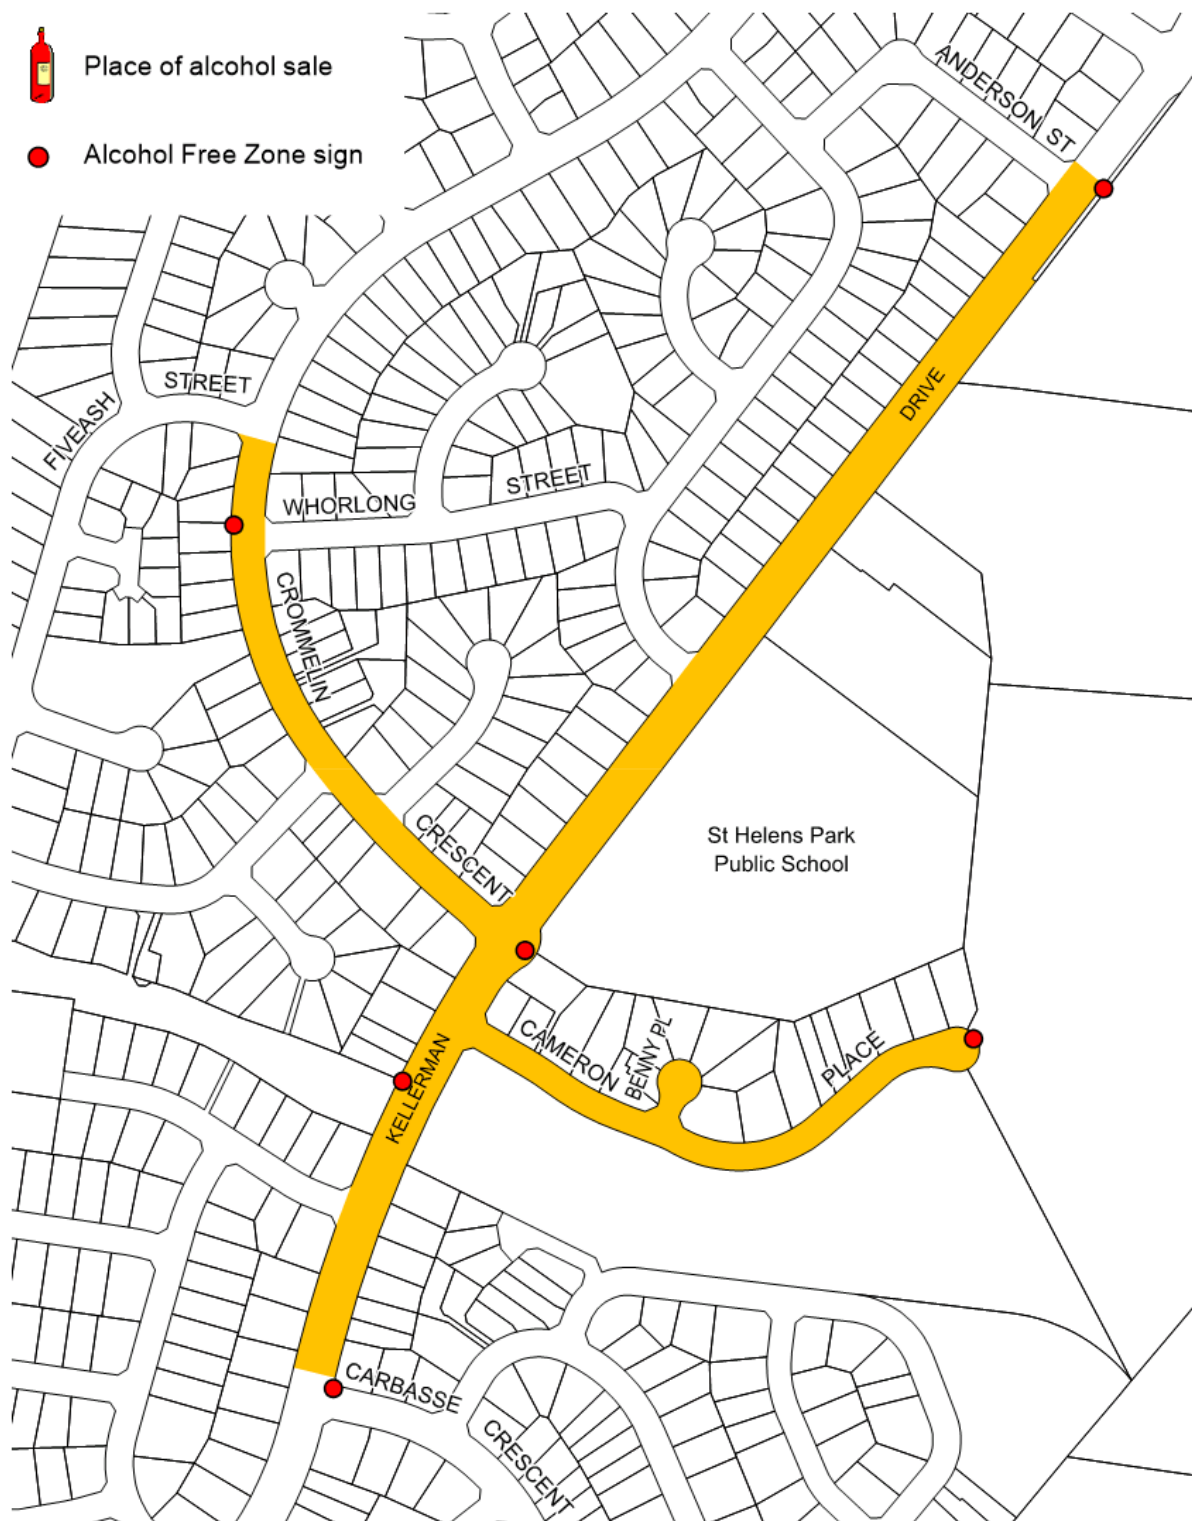 Place of alcohol sale
Alcohol Free Zone sign
ANDERSON ST
STREET
FIVEASH
DRIVE
WHORLONG
STREET
CROMMELIN
CRESCENT
St Helens Park
Public School
CAMERON
BENNY PL
PLACE
KELLERMAN
CARBASSE
CRESCENT